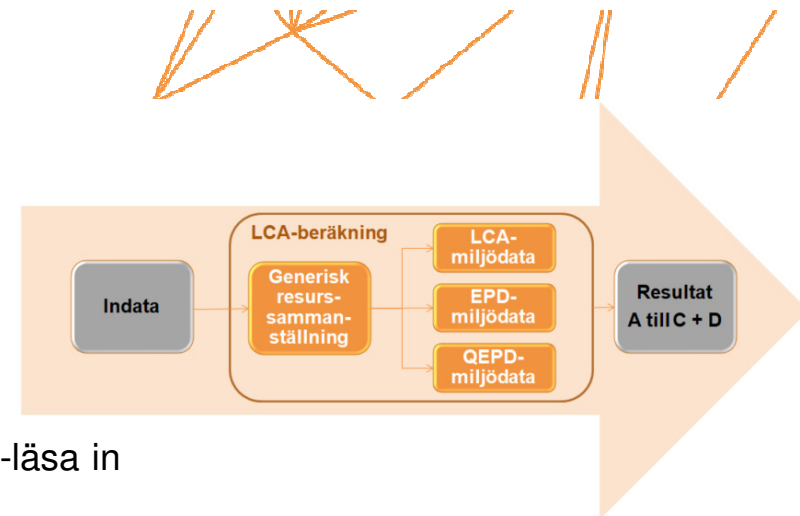 LCA-beräkning
Indata
Generisk
resurs-
samman-
ställning
LCA-
miljödata
EPD-
miljödata
QEPD-
miljödata
Resultat
A till C + D
-läsa in